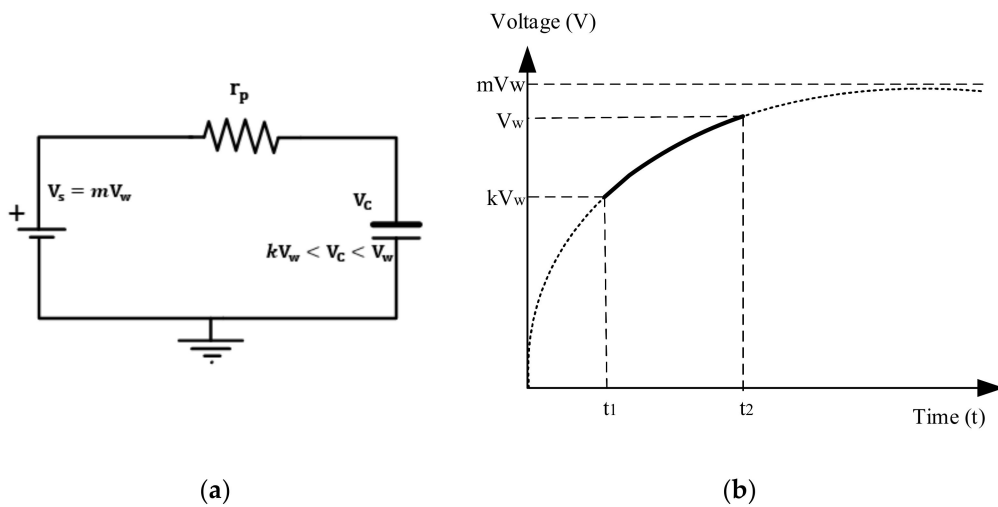 r_p
V_s = mV_w
+
V_C
kV_w < V_C < V_w
(a)
Voltage (V)
mVw
Vw
kVw
t1
t2
Time (t)
(b)